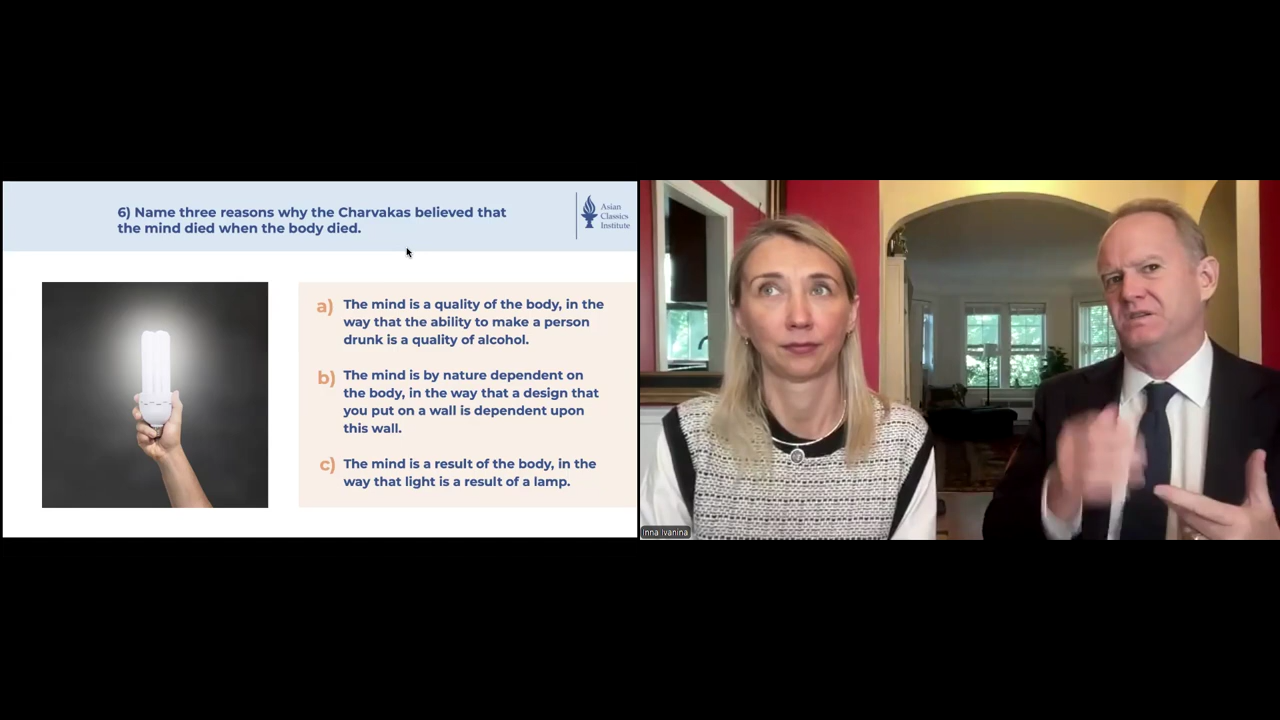 6) Name three reasons why the Charvakas believed that
the mind died when the body died.
Asian
Classics
Institute
a) The mind is a quality of the body, in the
way that the ability to make a person
drunk is a quality of alcohol.
b) The mind is by nature dependent on
the body, in the way that a design that
you put on a wall is dependent upon
this wall.
c) The mind is a result of the body, in the
way that light is a result of a lamp.
Inna Ivanina